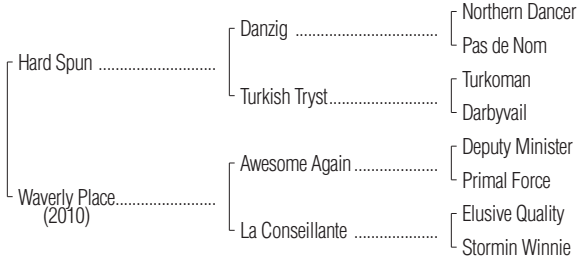 Northern Dancer
Danzig ................................
Pas de Nom
Hard Spun ..........................
Turkoman
Turkish Tryst........................
Darbyvail
Deputy Minister
Awesome Again ..................
Primal Force
Waverly Place......................
(2010)
Elusive Quality
La Conseillante ..................
Stormin Winnie